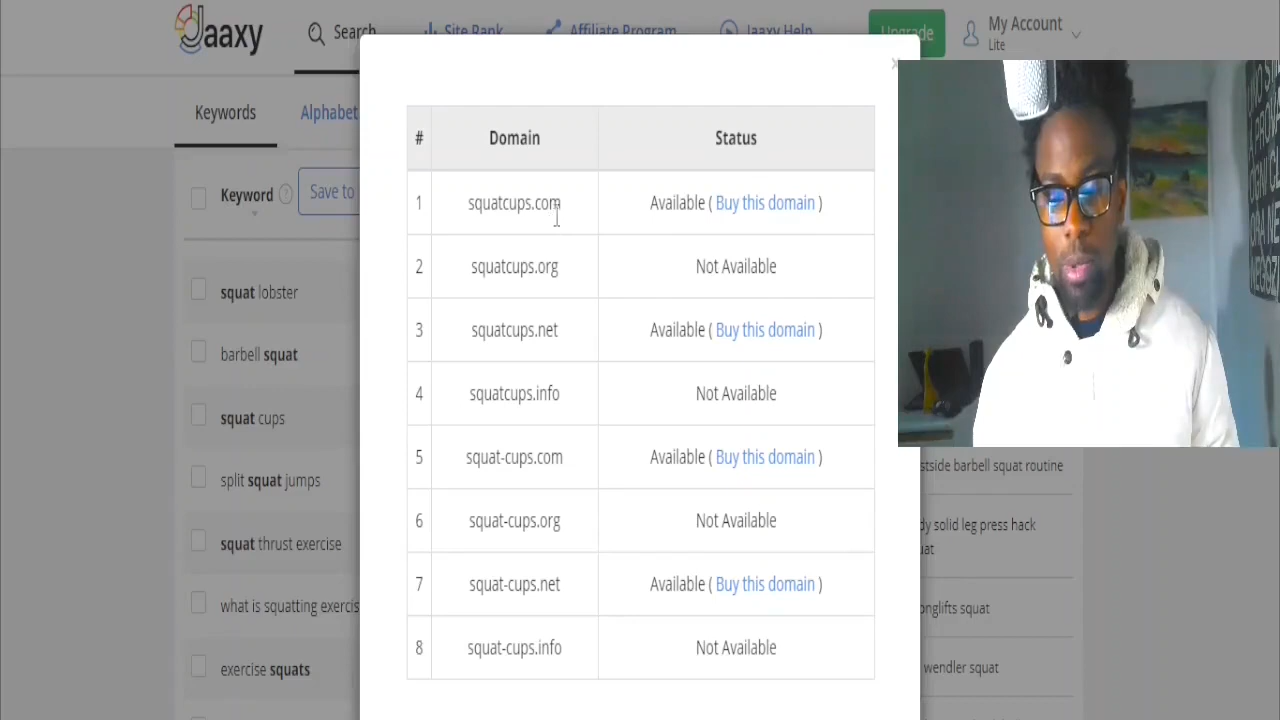 Jaaxy
Search
Site Rank
Affiliate Program
Jaaxy Help
Upgrade
My Account
Lite
Keywords
Alphabet
Keyword
Save to
squat lobster
barbell squat
squat cups
split squat jumps
squat thrust exercise
what is squatting exercis
exercise squats
# Domain Status
1 squatcups.com Available ( Buy this domain )
2 squatcups.org Not Available
3 squatcups.net Available ( Buy this domain )
4 squatcups.info Not Available
5 squat-cups.com Available ( Buy this domain )
6 squat-cups.org Not Available
7 squat-cups.net Available ( Buy this domain )
8 squat-cups.info Not Available
stside barbell squat routine
dy solid leg press hack
uat
onglifts squat
wendler squat